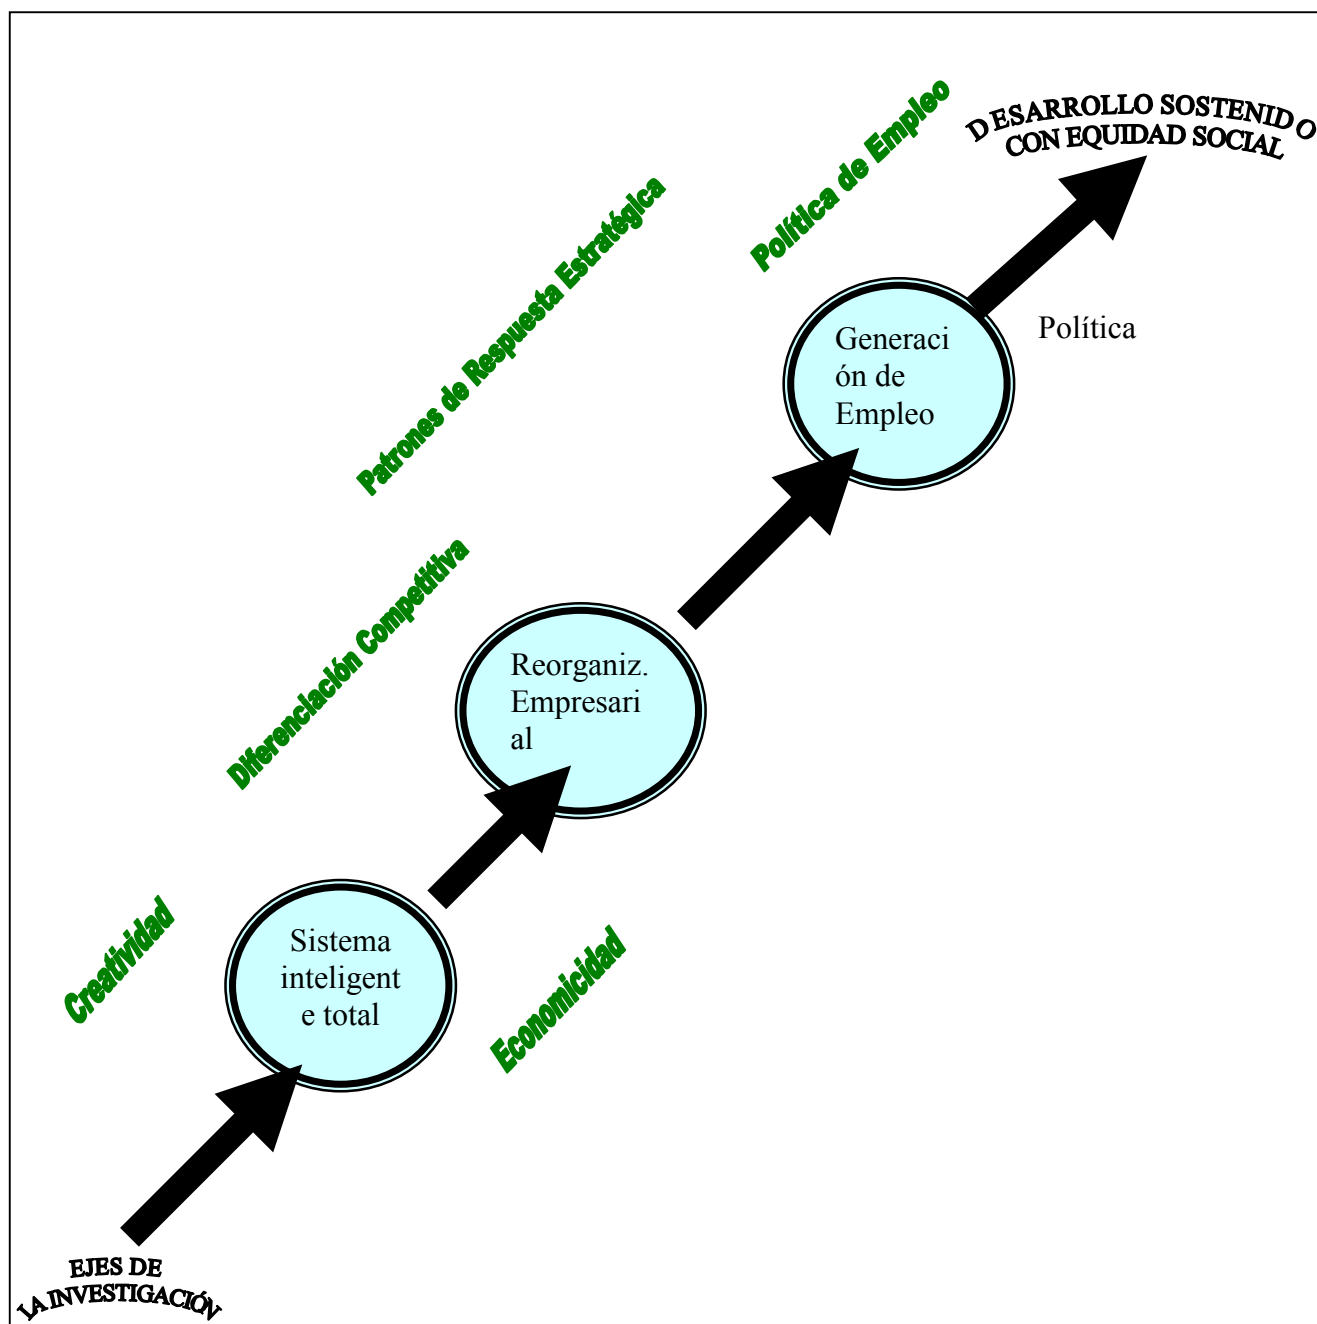 DESARROLLO SOSTENIDO
CON EQUIDAD SOCIAL
Política de Empleo
Patrones de Respuesta Estratégica
Política
Generaci
ón de
Empleo
Diferenciación Competitiva
Reorganiz.
Empresari
al
Creatividad
Sistema
inteligent
e total
Economicidad
EJES DE
LA INVESTIGACIÓN